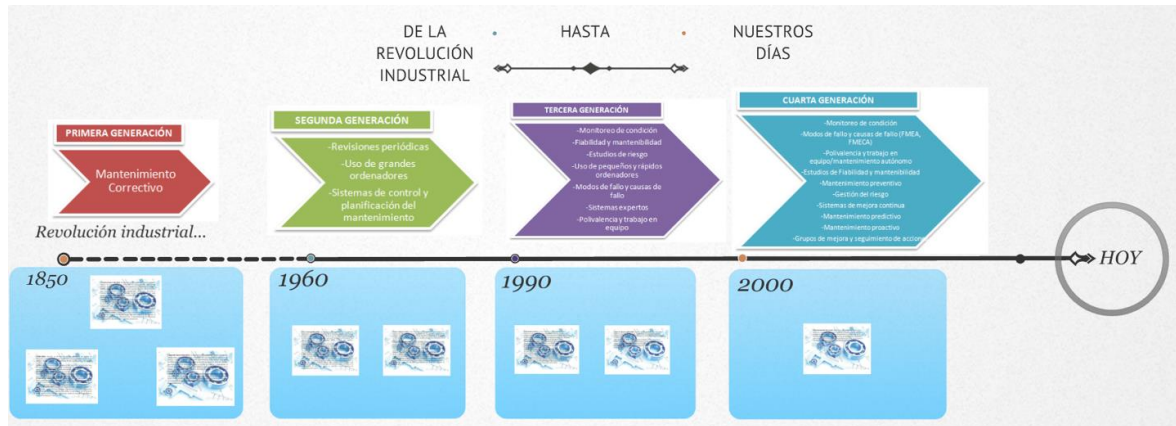 DE LA
REVOLUCIÓN
INDUSTRIAL
HASTA
NUESTROS
DÍAS
PRIMERA GENERACIÓN
Mantenimiento
Correctivo
SEGUNDA GENERACIÓN
-Revisiones periódicas
-Uso de grandes
ordenadores
-Sistemas de control y
planificación del
mantenimiento
TERCERA GENERACIÓN
-Monitoreo de condición
-Fiabilidad y mantenibilidad
-Estudios de riesgo
-Uso de pequeños y rápidos
ordenadores
-Modos de fallo y causas de
fallo
-Sistemas expertos
-Polivalencia y trabajo en
equipo
CUARTA GENERACIÓN
-Monitoreo de condición
-Modos de fallo y causas de fallo (FMEA,
FMECA)
-Polivalencia y trabajo en
equipo/mantenimiento autónomo
-Estudios de Fiabilidad y mantenibilidad
-Mantenimiento preventivo
-Gestión del riesgo
-Sistemas de mejora continua
-Mantenimiento predictivo
-Mantenimiento proactivo
-Grupos de mejora y seguimiento de accion
Revolución industrial...
HOY
1850
1960
1990
2000